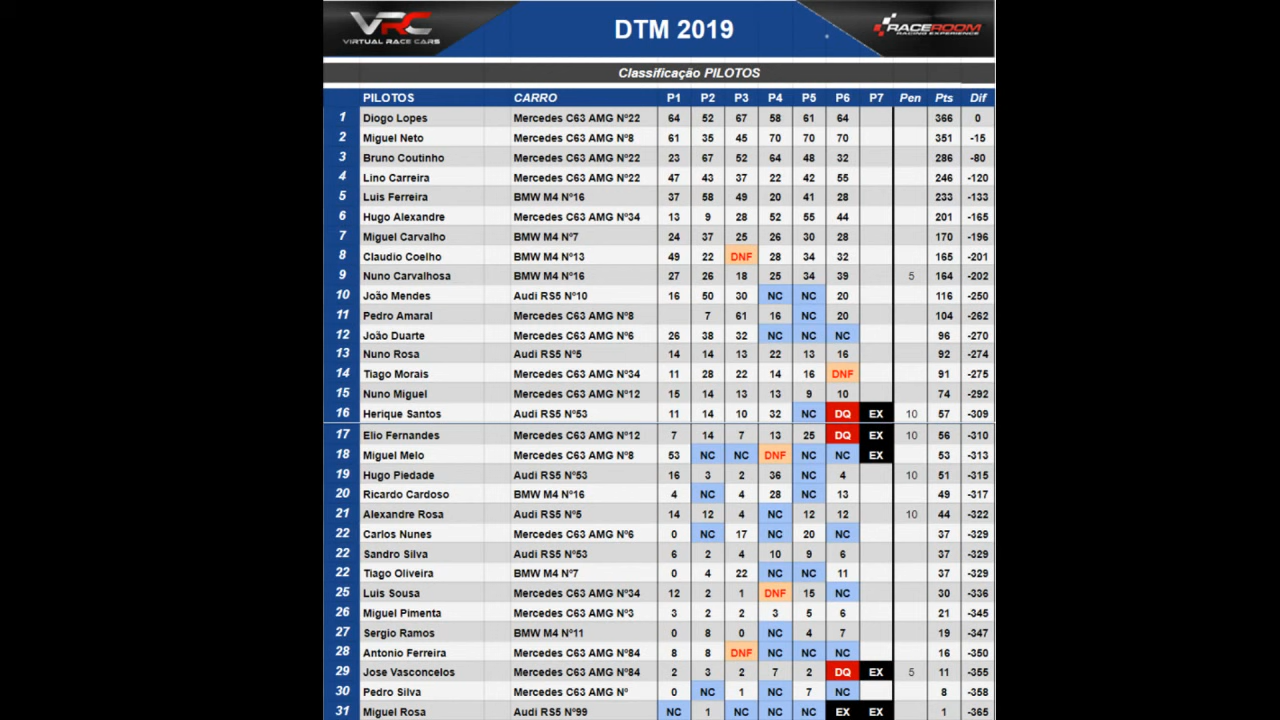 VRC DTM 2019 RACEROOM
VIRTUAL RACE CARS RACING EXPERIENCE
Classificação PILOTOS
PILOTOS CARRO P1 P2 P3 P4 P5 P6 P7 Pen Pts Dif
1 Diogo Lopes Mercedes C63 AMG Nº22 64 52 67 58 61 64 366 0
2 Miguel Neto Mercedes C63 AMG Nº8 61 35 45 70 70 70 351 -15
3 Bruno Coutinho Mercedes C63 AMG Nº22 23 67 52 64 48 32 286 -80
4 Lino Carreira Mercedes C63 AMG Nº22 47 43 37 22 42 55 246 -120
5 Luis Ferreira BMW M4 Nº16 37 58 49 20 41 28 233 -133
6 Hugo Alexandre Mercedes C63 AMG Nº34 13 9 28 52 55 44 201 -165
7 Miguel Carvalho BMW M4 Nº7 24 37 25 26 30 28 170 -196
8 Claudio Coelho BMW M4 Nº13 49 22 DNF 28 34 32 165 -201
9 Nuno Carvalhosa BMW M4 Nº16 27 26 18 25 34 39 5 164 -202
10 João Mendes Audi RS5 Nº10 16 50 30 NC NC 20 116 -250
11 Pedro Amaral Mercedes C63 AMG Nº8 7 61 16 NC 20 104 -262
12 João Duarte Mercedes C63 AMG Nº6 26 38 32 NC NC NC 96 -270
13 Nuno Rosa Audi RS5 Nº5 14 14 13 22 13 16 92 -274
14 Tiago Morais Mercedes C63 AMG Nº34 11 28 22 14 16 DNF 91 -275
15 Nuno Miguel Mercedes C63 AMG Nº12 15 14 13 13 9 10 74 -292
16 Herique Santos Audi RS5 Nº53 11 14 10 32 NC DQ EX 10 57 -309
17 Elio Fernandes Mercedes C63 AMG Nº12 7 14 7 13 25 DQ EX 10 56 -310
18 Miguel Melo Mercedes C63 AMG Nº8 53 NC NC DNF NC NC EX 53 -313
19 Hugo Piedade Audi RS5 Nº53 16 3 2 36 NC 4 10 51 -315
20 Ricardo Cardoso BMW M4 Nº16 4 NC 4 28 NC 13 49 -317
21 Alexandre Rosa Audi RS5 Nº5 14 12 4 NC 12 12 10 44 -322
22 Carlos Nunes Mercedes C63 AMG Nº6 0 NC 17 NC 20 NC 37 -329
22 Sandro Silva Audi RS5 Nº53 6 2 4 10 9 6 37 -329
22 Tiago Oliveira BMW M4 Nº7 0 4 22 NC NC 11 37 -329
25 Luis Sousa Mercedes C63 AMG Nº34 12 2 1 DNF 15 NC 30 -336
26 Miguel Pimenta Mercedes C63 AMG Nº3 3 2 2 3 5 6 21 -345
27 Sergio Ramos BMW M4 Nº11 0 8 0 NC 4 7 19 -347
28 Antonio Ferreira Mercedes C63 AMG Nº84 8 8 DNF NC NC NC 16 -350
29 Jose Vasconcelos Mercedes C63 AMG Nº84 2 3 2 7 2 DQ EX 5 11 -355
30 Pedro Silva Mercedes C63 AMG Nº 0 NC 1 NC 7 NC 8 -358
31 Miguel Rosa Audi RS5 Nº99 NC 1 NC NC NC EX EX 1 -365